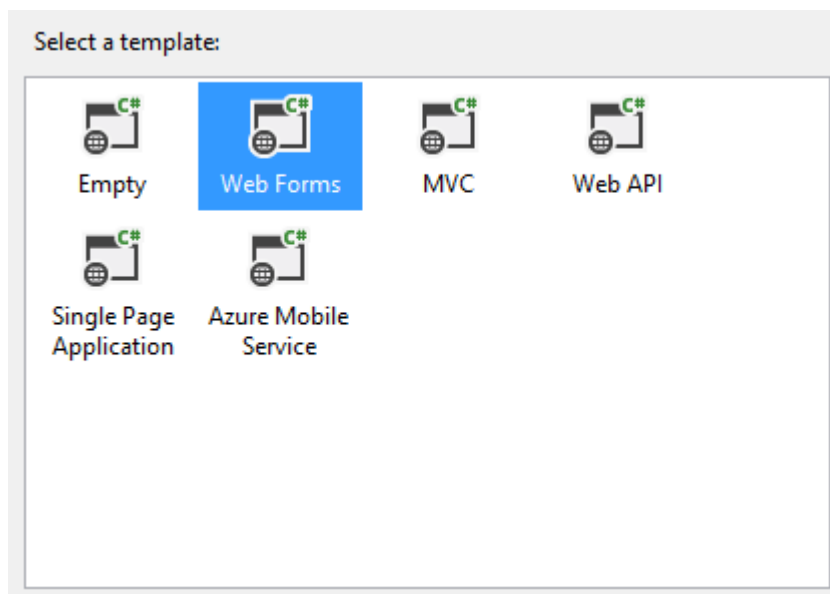 Select a template:
C# C# C# C#
Empty Web Forms MVC Web API
C# C#
Single Page Azure Mobile
Application Service